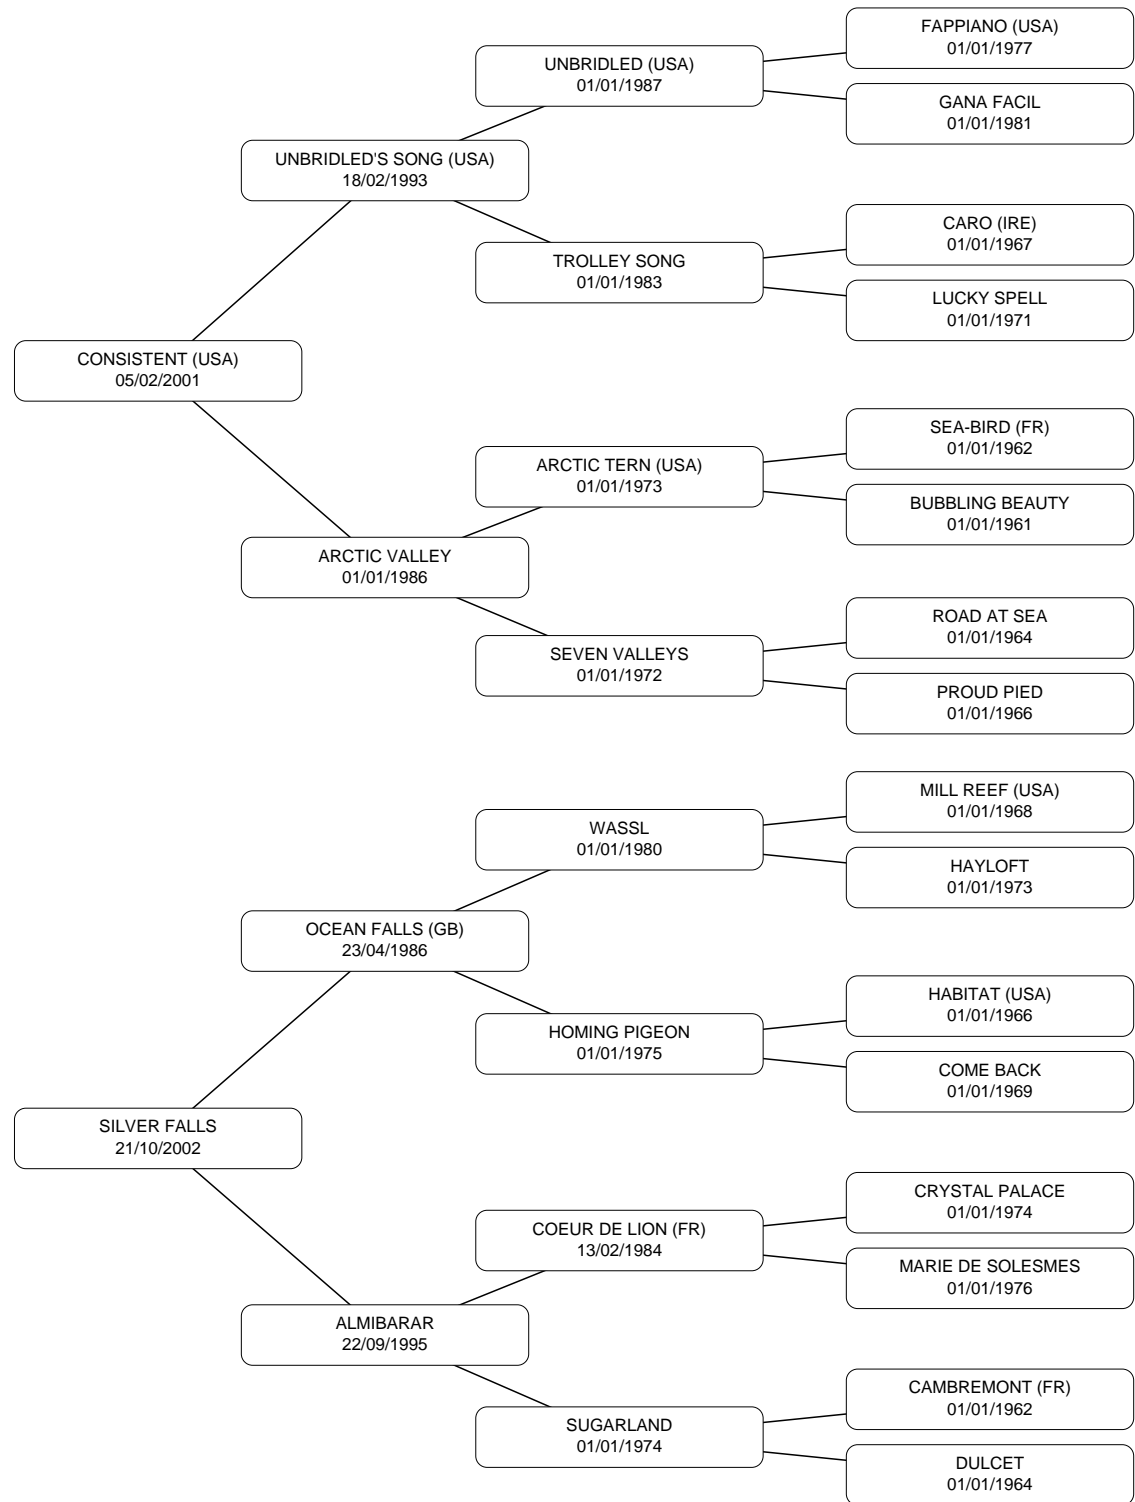 FAPPIANO (USA)
01/01/1977
UNBRIDLED (USA)
01/01/1987
GANA FACIL
01/01/1981
UNBRIDLED'S SONG (USA)
18/02/1993
CARO (IRE)
01/01/1967
TROLLEY SONG
01/01/1983
LUCKY SPELL
01/01/1971
CONSISTENT (USA)
05/02/2001
SEA-BIRD (FR)
01/01/1962
ARCTIC TERN (USA)
01/01/1973
BUBBLING BEAUTY
01/01/1961
ARCTIC VALLEY
01/01/1986
ROAD AT SEA
01/01/1964
SEVEN VALLEYS
01/01/1972
PROUD PIED
01/01/1966
MILL REEF (USA)
01/01/1968
WASSL
01/01/1980
HAYLOFT
01/01/1973
OCEAN FALLS (GB)
23/04/1986
HABITAT (USA)
01/01/1966
HOMING PIGEON
01/01/1975
COME BACK
01/01/1969
SILVER FALLS
21/10/2002
CRYSTAL PALACE
01/01/1974
COEUR DE LION (FR)
13/02/1984
MARIE DE SOLESMES
01/01/1976
ALMIBARAR
22/09/1995
CAMBREMONT (FR)
01/01/1962
SUGARLAND
01/01/1974
DULCET
01/01/1964